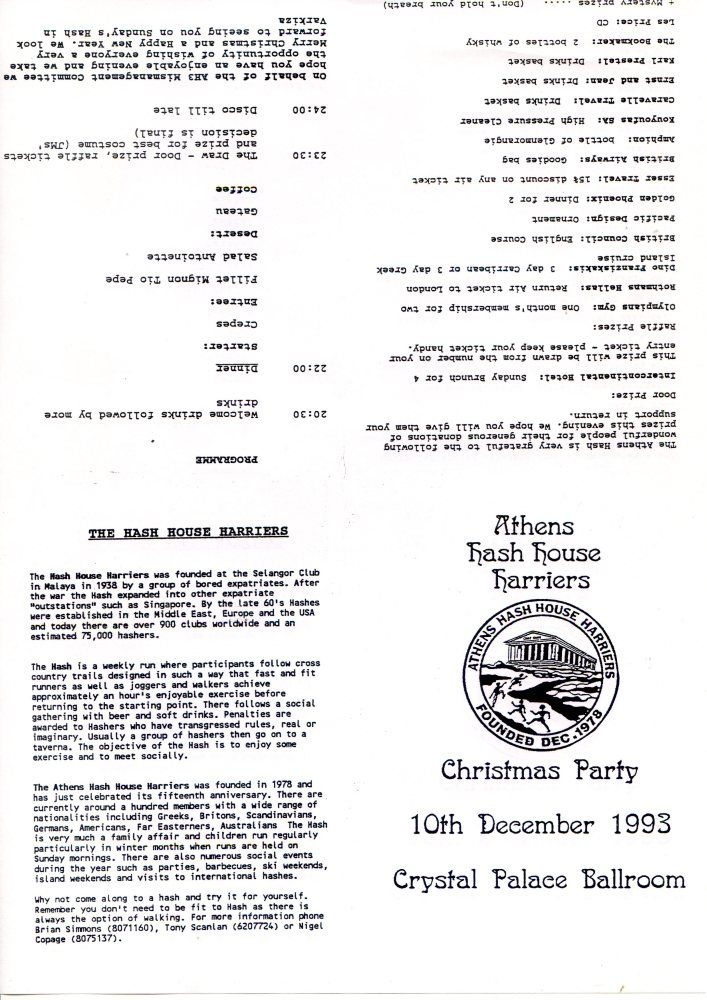 Athens
Hash House
Harriers
ATHENS HASH HOUSE HARRIERS
FOUNDED DEC. 1978
Christmas Party
10th December 1993
Crystal Palace Ballroom
THE HASH HOUSE HARRIERS
The Hash House Harriers was founded at the Selangor Club
in Malaya in 1938 by a group of bored expatriates. After
the war the Hash expanded into other expatriate
"outstations" such as Singapore. By the late 60's Hashes
were established in the Middle East, Europe and the USA
and today there are over 900 clubs worldwide and an
estimated 75,000 hashers.
The Hash is a weekly run where participants follow cross
country trails designed in such a way that fast and fit
runners as well as joggers and walkers achieve
approximately an hour's enjoyable exercise before
returning to the starting point. There follows a social
gathering with beer and soft drinks. Penalties are
awarded to Hashers who have transgressed rules, real or
imaginary. Usually a group of hashers then go on to a
taverna. The objective of the Hash is to enjoy some
exercise and to meet socially.
The Athens Hash House Harriers was founded in 1978 and
has just celebrated its fifteenth anniversary. There are
currently around a hundred members with a wide range of
nationalities including Greeks, Britons, Scandinavians,
Germans, Americans, Far Easterners, Australians The Hash
is very much a family affair and children run regularly
particularly in winter months when runs are held on
Sunday mornings. There are also numerous social events
during the year such as parties, barbecues, ski weekends,
island weekends and visits to international hashes.
Why not come along to a hash and try it for yourself.
Remember you don't need to be fit to Hash as there is
always the option of walking. For more information phone
Brian Simmons (8071160), Tony Scanlan (6207724) or Nigel
Copage (8075137).
The Athens Hash is very grateful to the following
wonderful people for their generous donations of
prizes this evening. We hope you will give them your
support in return.
Door Prize:
Intercontinental Hotel: Sunday Brunch for 4
This prize will be drawn from the number on your
entry ticket - please keep your ticket handy.
Raffle Prizes:
Olympians Gym: One month's membership for two
Rothmans Hellas: Return Air ticket to London
Dino Franziskakis: 3 day Carribean or 3 day Greek
Island cruise
British Council: English Course
Pacific Design: Ornament
Golden Phoenix: Dinner for 2
Esser Travel: 15% discount on any air ticket
British Airways: Goodies bag
Amphion: bottle of Glenmorangie
Kouyoufas SA: High Pressure Cleaner
Caravelle Travel: Drinks basket
Ernst and Jean: Drinks basket
Karl Prestel: Drinks basket
The Bookmaker: 2 bottles of whisky
Les Price: CD
+ Mystery prizes ..... (Don't hold your breath)
PROGRAMME
20:30 Welcome drinks followed by more
drinks
22:00 Dinner
Starter:
Crepes
Entree:
Fillet Mignon Tio Pepe
Salad Antoinette
Desert:
Gateau
Coffee
23:30 The Draw - Door prize, raffle tickets
and prize for best costume (JMs'
decision is final)
24:00 Disco till late
On behalf of the AH3 Mismanagement Committee we
hope you have an enjoyable evening and we take
the opportunity of wishing everyone a very
Merry Christmas and a Happy New Year. We look
forward to seeing you on Sunday's Hash in
Varkiza